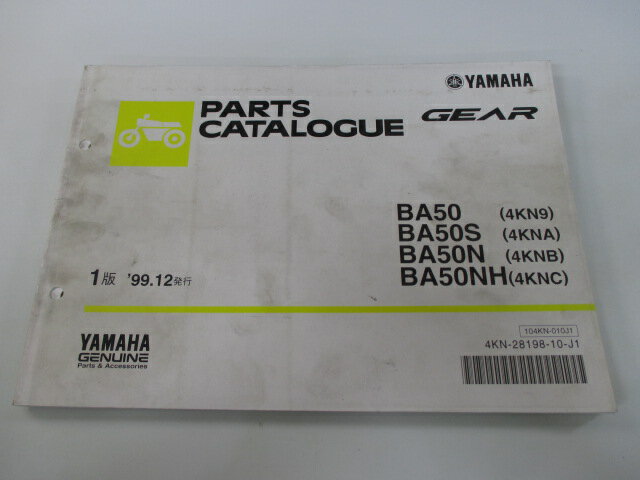 YAMAHA
PARTS
CATALOGUE
GEAR
BA50 (4KN9)
BA50S (4KNA)
BA50N (4KNB)
BA50NH(4KNC)
1版 '99.12発行
104KN-010J1
4KN-28198-10-J1
YAMAHA
GENUINE
Parts & Accessories